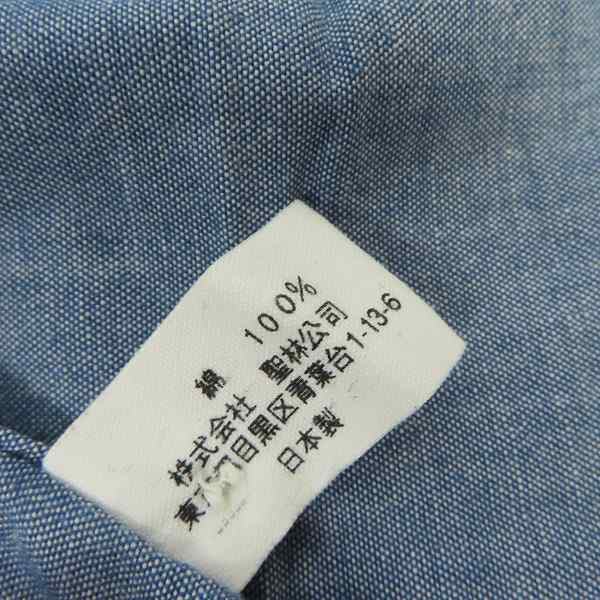 綿 100%
株式会社 聖林公司
東 目黒区青葉台1-13-6
日本製